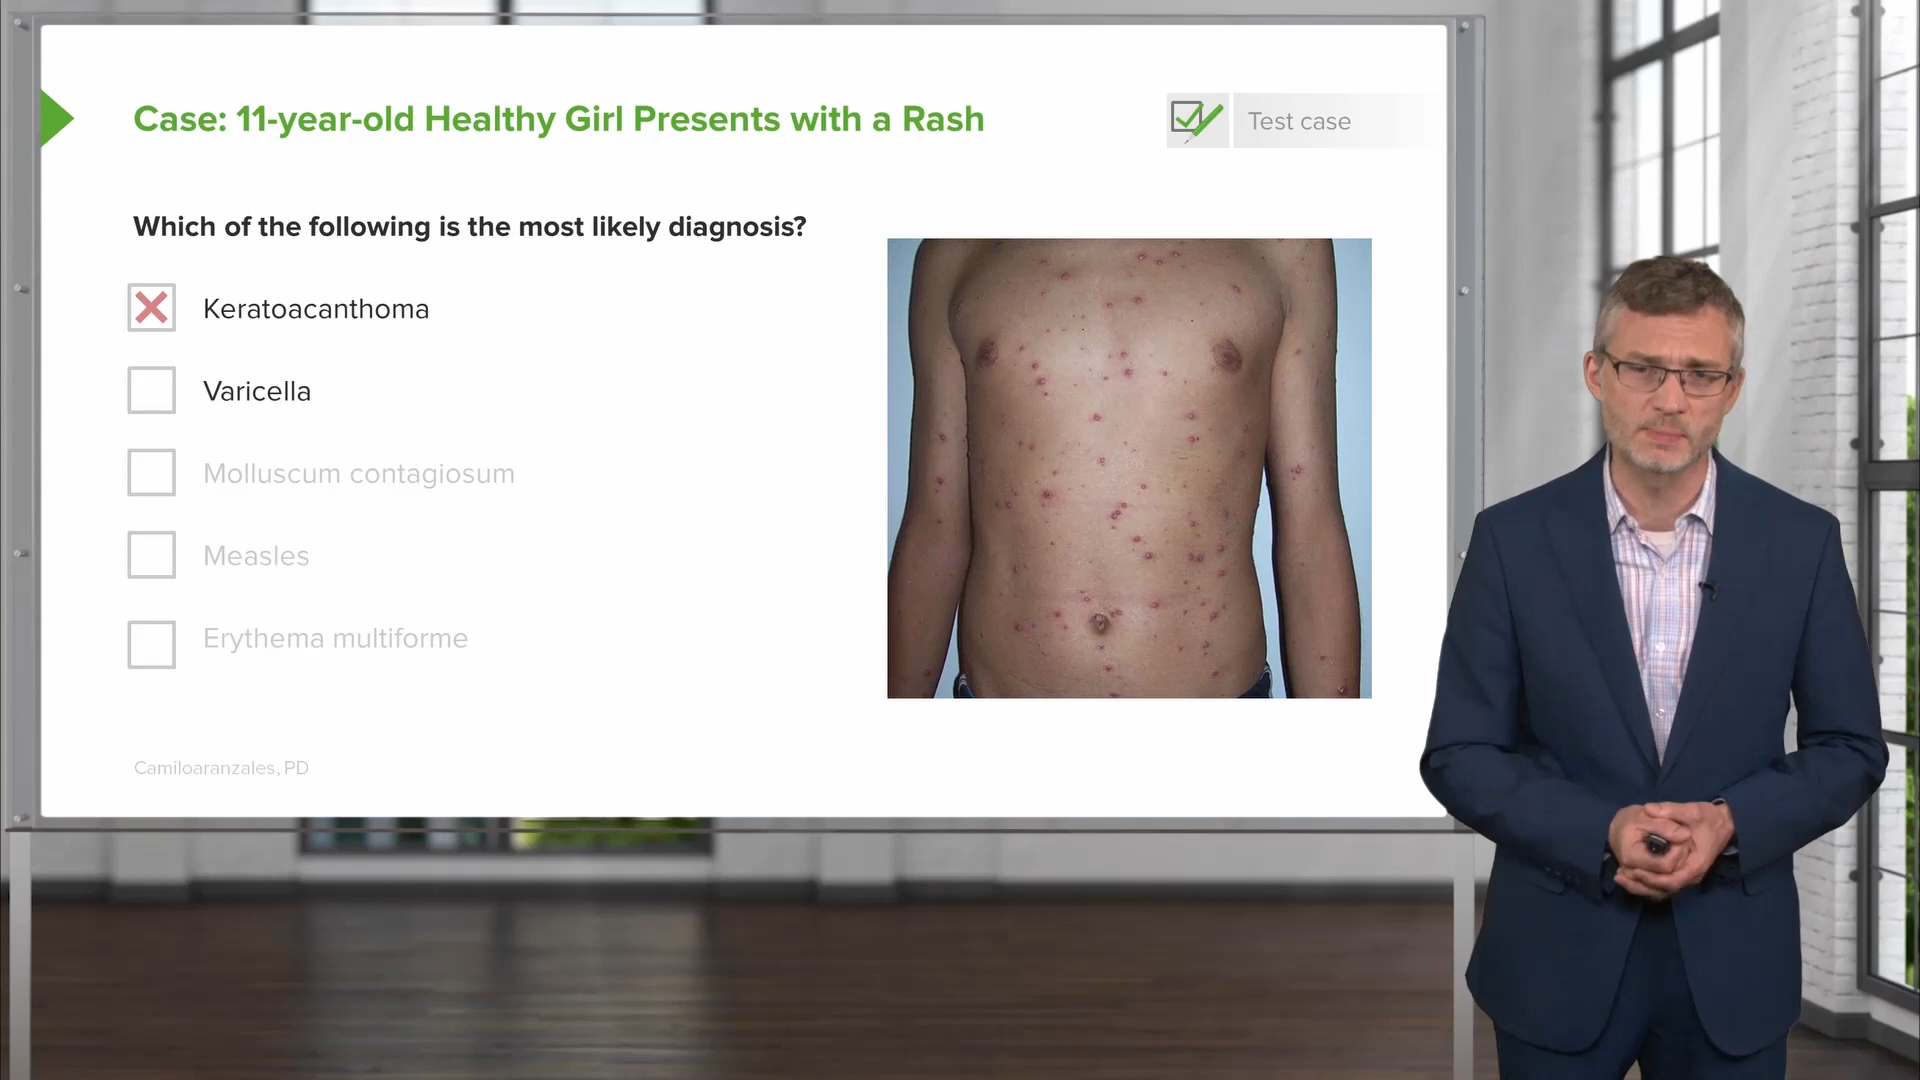 Case: 11-year-old Healthy Girl Presents with a Rash
Test case
Which of the following is the most likely diagnosis?
Keratoacanthoma
Varicella
Molluscum contagiosum
Measles
Erythema multiforme
Camiloaranzales, PD